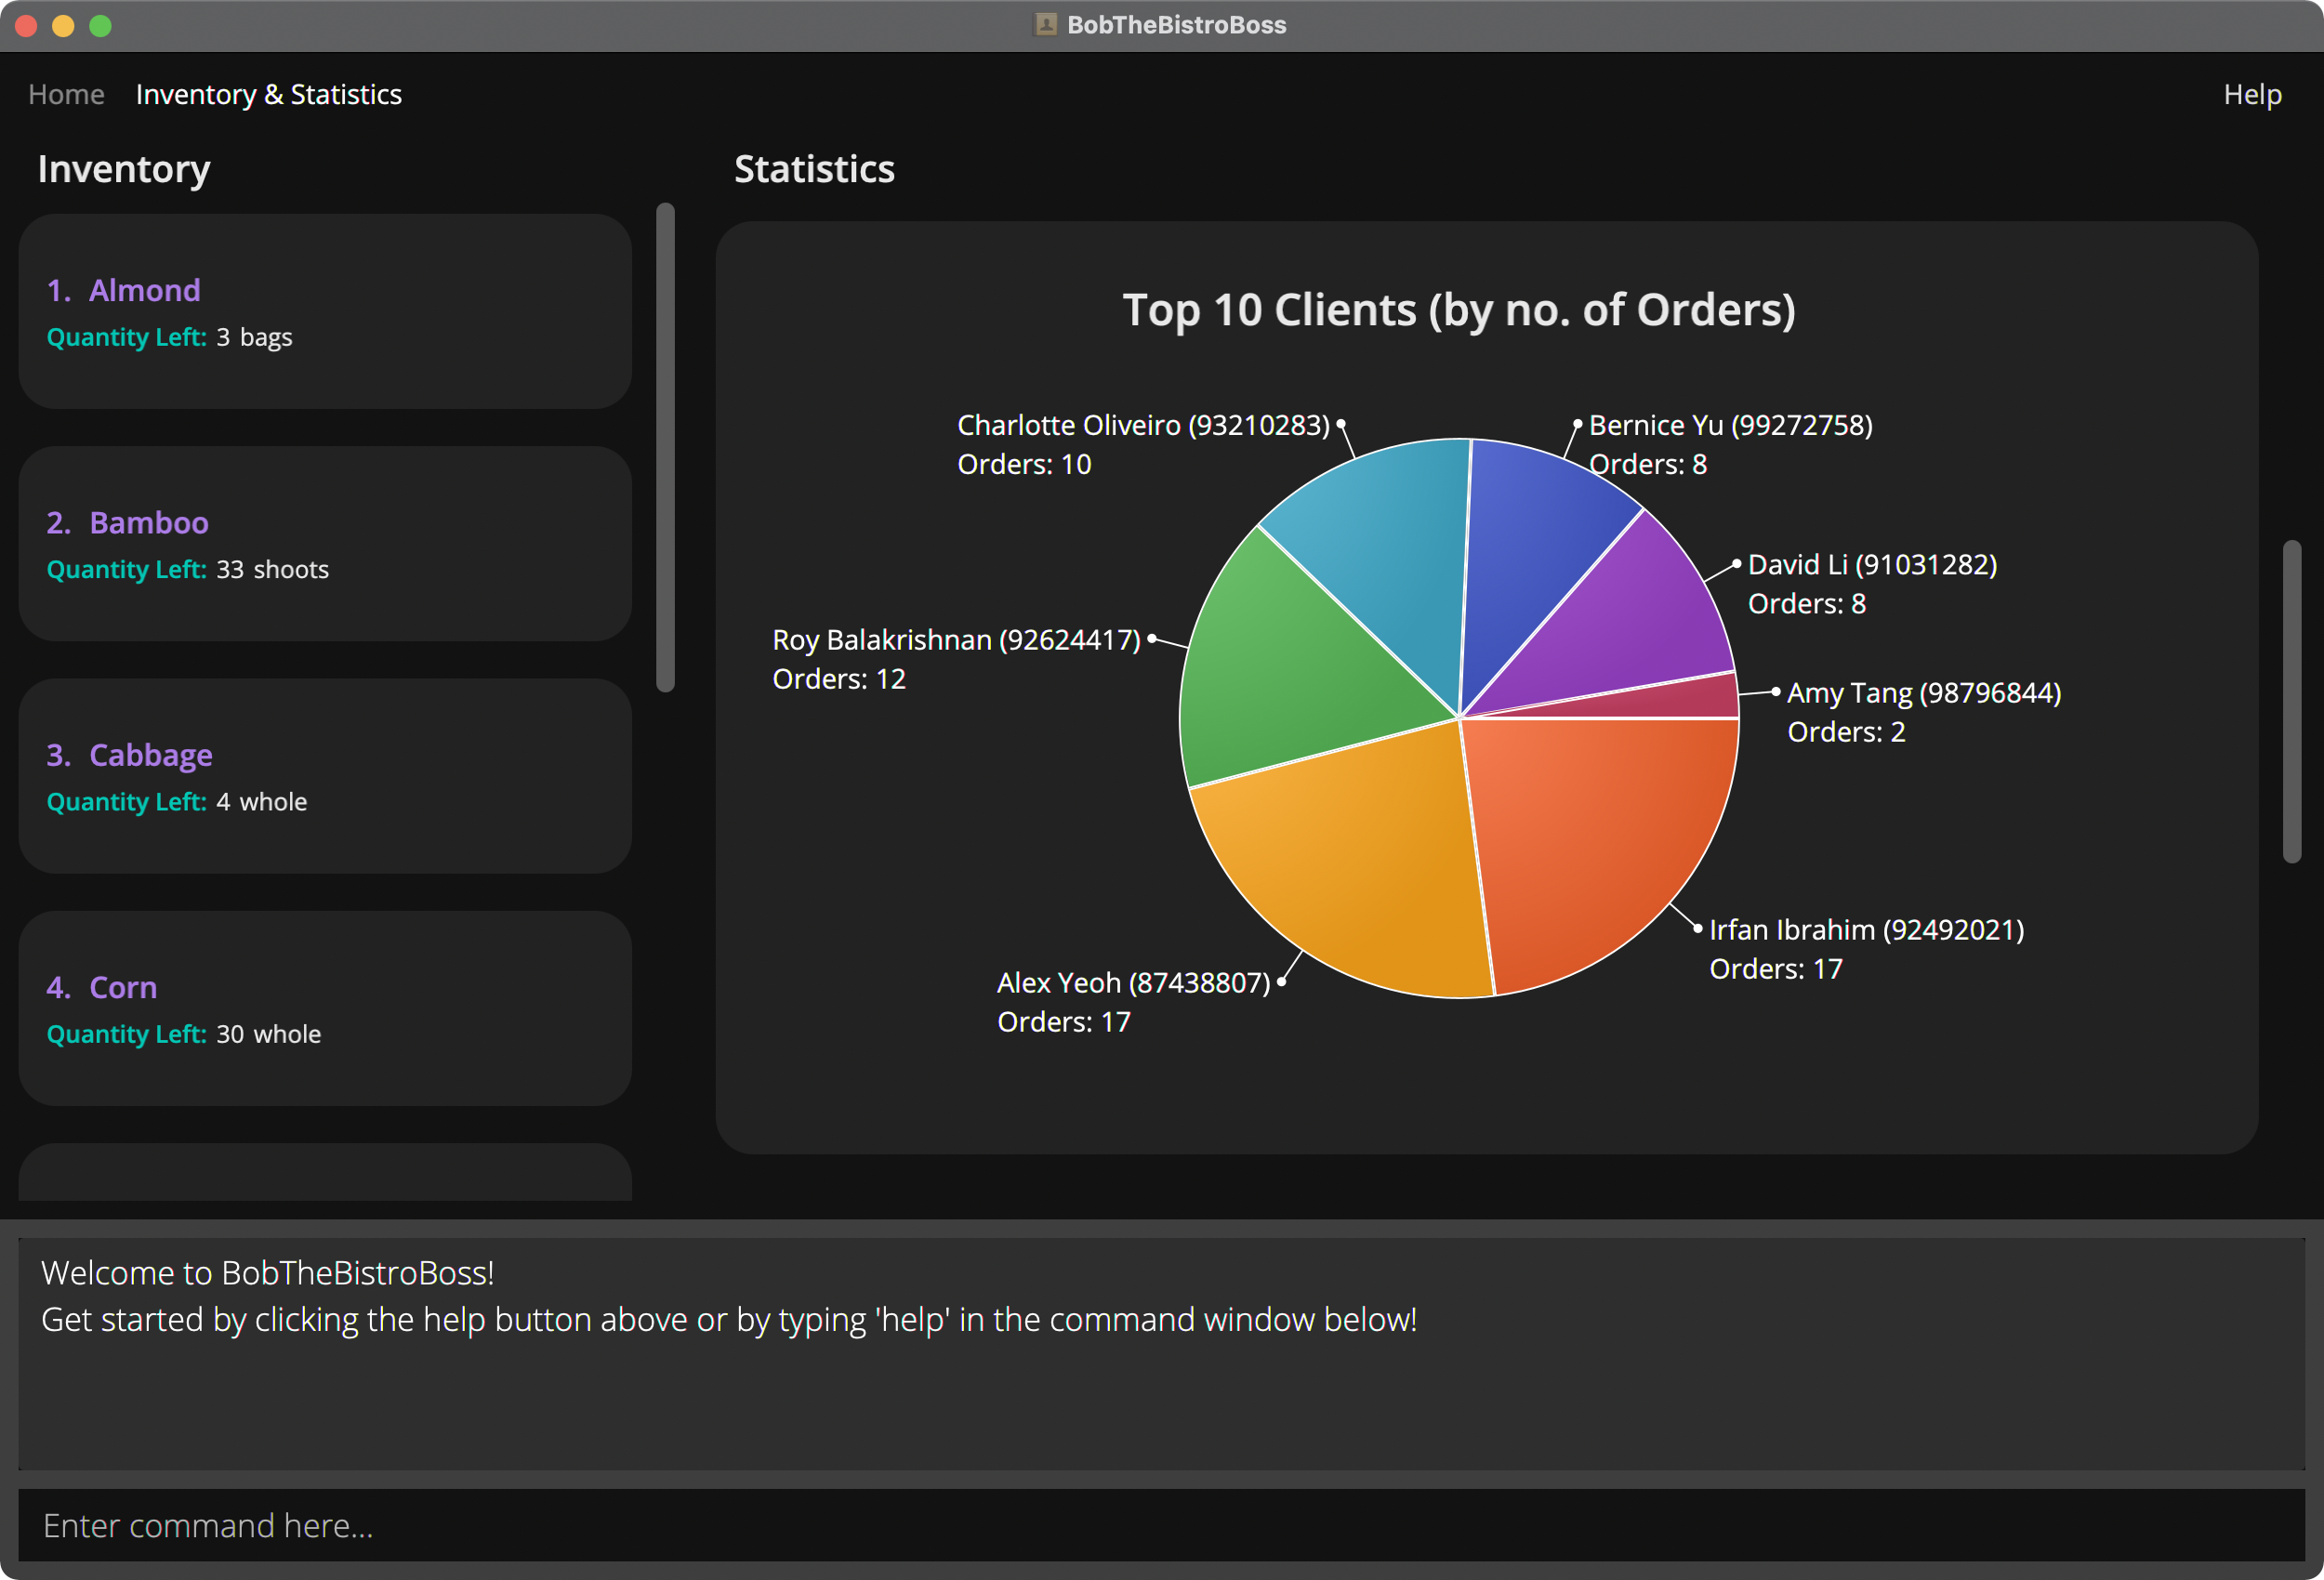 BobTheBistroBoss
Home Inventory & Statistics Help
Inventory
1. Almond
Quantity Left: 3 bags
2. Bamboo
Quantity Left: 33 shoots
3. Cabbage
Quantity Left: 4 whole
4. Corn
Quantity Left: 30 whole
Statistics
Top 10 Clients (by no. of Orders)
Charlotte Oliveiro (93210283)
Orders: 10
Bernice Yu (99272758)
Orders: 8
David Li (91031282)
Orders: 8
Roy Balakrishnan (92624417)
Orders: 12
Amy Tang (98796844)
Orders: 2
Irfan Ibrahim (92492021)
Orders: 17
Alex Yeoh (87438807)
Orders: 17
Welcome to BobTheBistroBoss!
Get started by clicking the help button above or by typing 'help' in the command window below!
Enter command here...